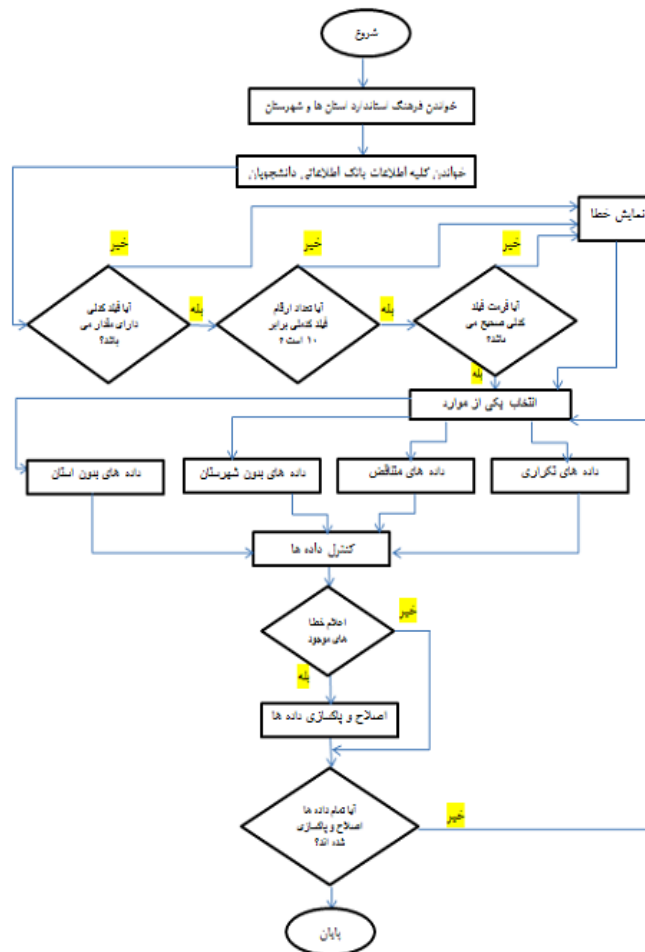 شروع
خواندن فرهنگ استاندارد استان ها و شهرستان
خواندن کلیه اطلاعات بانک اطلاعاتی دانشجویان
نمایش خطا
خیر
خیر
خیر
آیا فیلد کدملی
دارای مقدار می
باشد؟
بله
آیا تعداد ارقام
فیلد کدملی برابر
۱۰ است ؟
بله
آیا فرمت فیلد
کدملی صحیح می
باشد؟
بله
انتخاب یکی از موارد
داده های تکراری
داده های متناقض
داده های بدون شهرستان
داده های بدون استان
کنترل داده ها
اعلام خطا
های موجود
خیر
بله
اصلاح و پاکسازی داده ها
آیا تمام داده ها
اصلاح و پاکسازی
شده اند؟
خیر
پایان